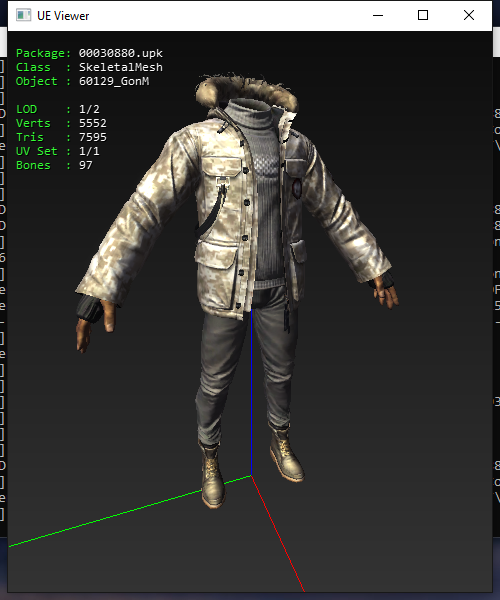 UE Viewer
Package: 00030880.upk
Class : SkeletalMesh
Object : 60129_GonM
LOD : 1/2
Verts : 5552
Tris : 7595
UV Set : 1/1
Bones : 97